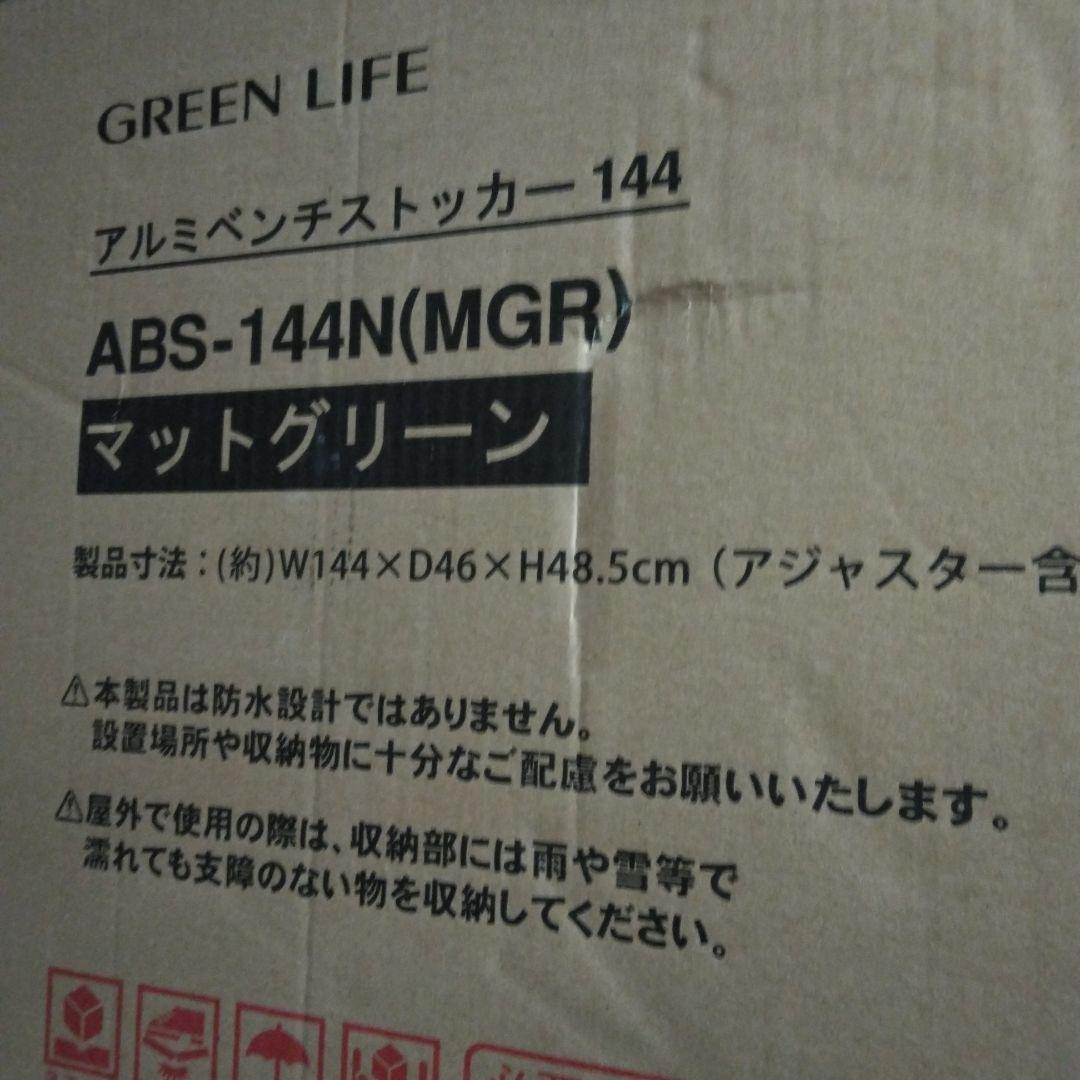 GREEN LIFE
アルミベンチストッカー 144
ABS-144N(MGR)
マットグリーン
製品寸法：(約)W144×D46×H48.5cm（アジャスター含
⚠本製品は防水設計ではありません。
設置場所や収納物に十分なご配慮をお願いいたします。
⚠屋外で使用の際は、収納部には雨や雪等で
濡れても支障のない物を収納してください。